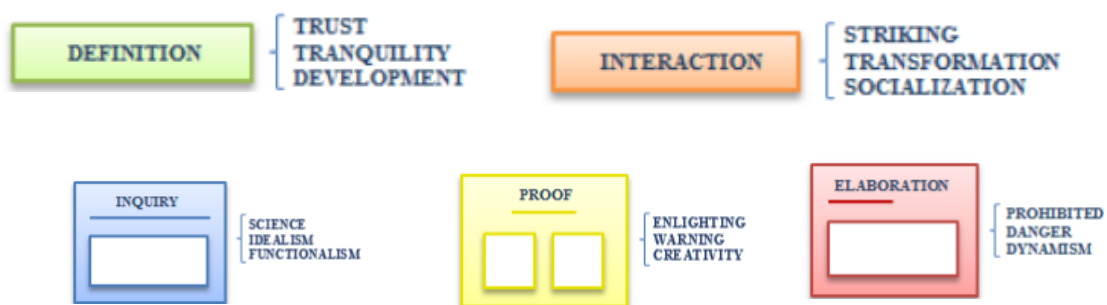 DEFINITION
TRUST
TRANQUILITY
DEVELOPMENT
INTERACTION
STRIKING
TRANSFORMATION
SOCIALIZATION
INQUIRY
SCIENCE
IDEALISM
FUNCTIONALISM
PROOF
ENLIGHTING
WARNING
CREATIVITY
ELABORATION
PROHIBITED
DANGER
DYNAMISM